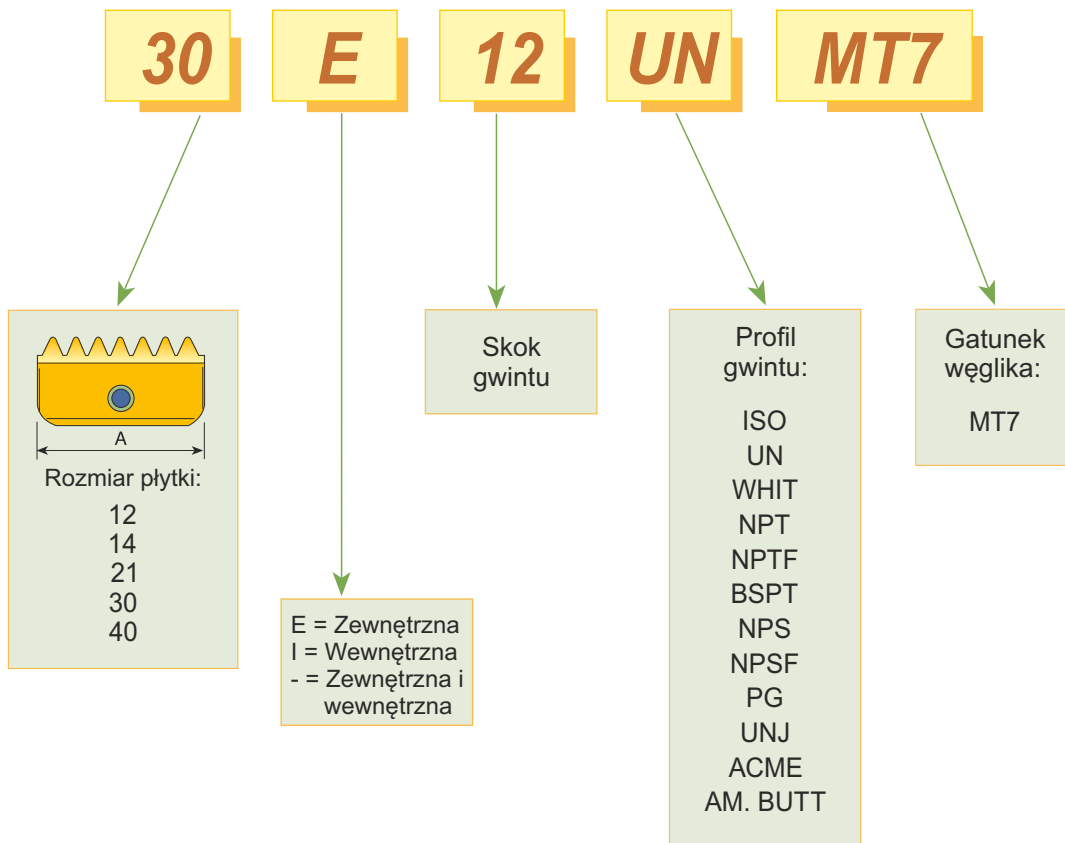 30 E 12 UN MT7
A
Rozmiar płytki:
12
14
21
30
40
E = Zewnętrzna
I = Wewnętrzna
- = Zewnętrzna i
wewnętrzna
Skok
gwintu
Profil
gwintu:
ISO
UN
WHIT
NPT
NPTF
BSPT
NPS
NPSF
PG
UNJ
ACME
AM. BUTT
Gatunek
węglika:
MT7